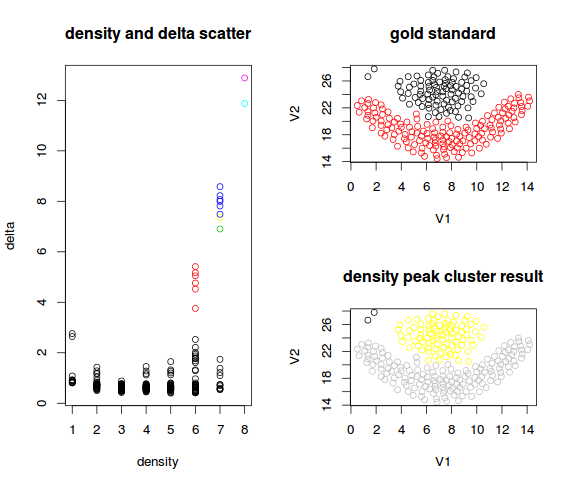 density and delta scatter
delta
0 2 4 6 8 10 12
1 2 3 4 5 6 7 8
density
gold standard
V2
14 18 22 26
0 2 4 6 8 10 12 14
V1
density peak cluster result
V2
14 18 22 26
0 2 4 6 8 10 12 14
V1